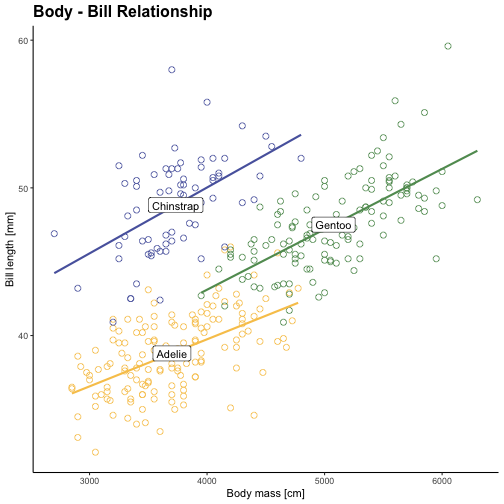 Body - Bill Relationship
60
50
40
Bill length [mm]
Chinstrap
Gentoo
Adelie
3000 4000 5000 6000
Body mass [cm]